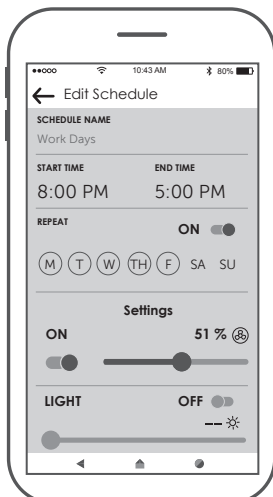 10:43 AM 80%
Edit Schedule
SCHEDULE NAME
Work Days
START TIME END TIME
8:00 PM 5:00 PM
REPEAT ON
M T W TH F SA SU
Settings
ON 51 %
LIGHT OFF
--